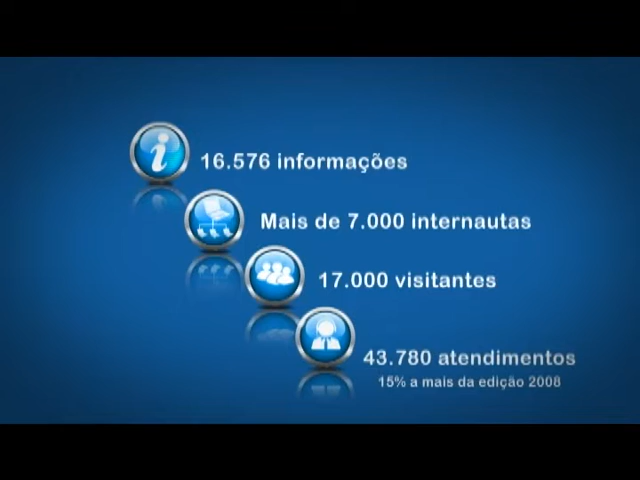 16.576 informações
Mais de 7.000 internautas
17.000 visitantes
43.780 atendimentos
15% a mais da edição 2008